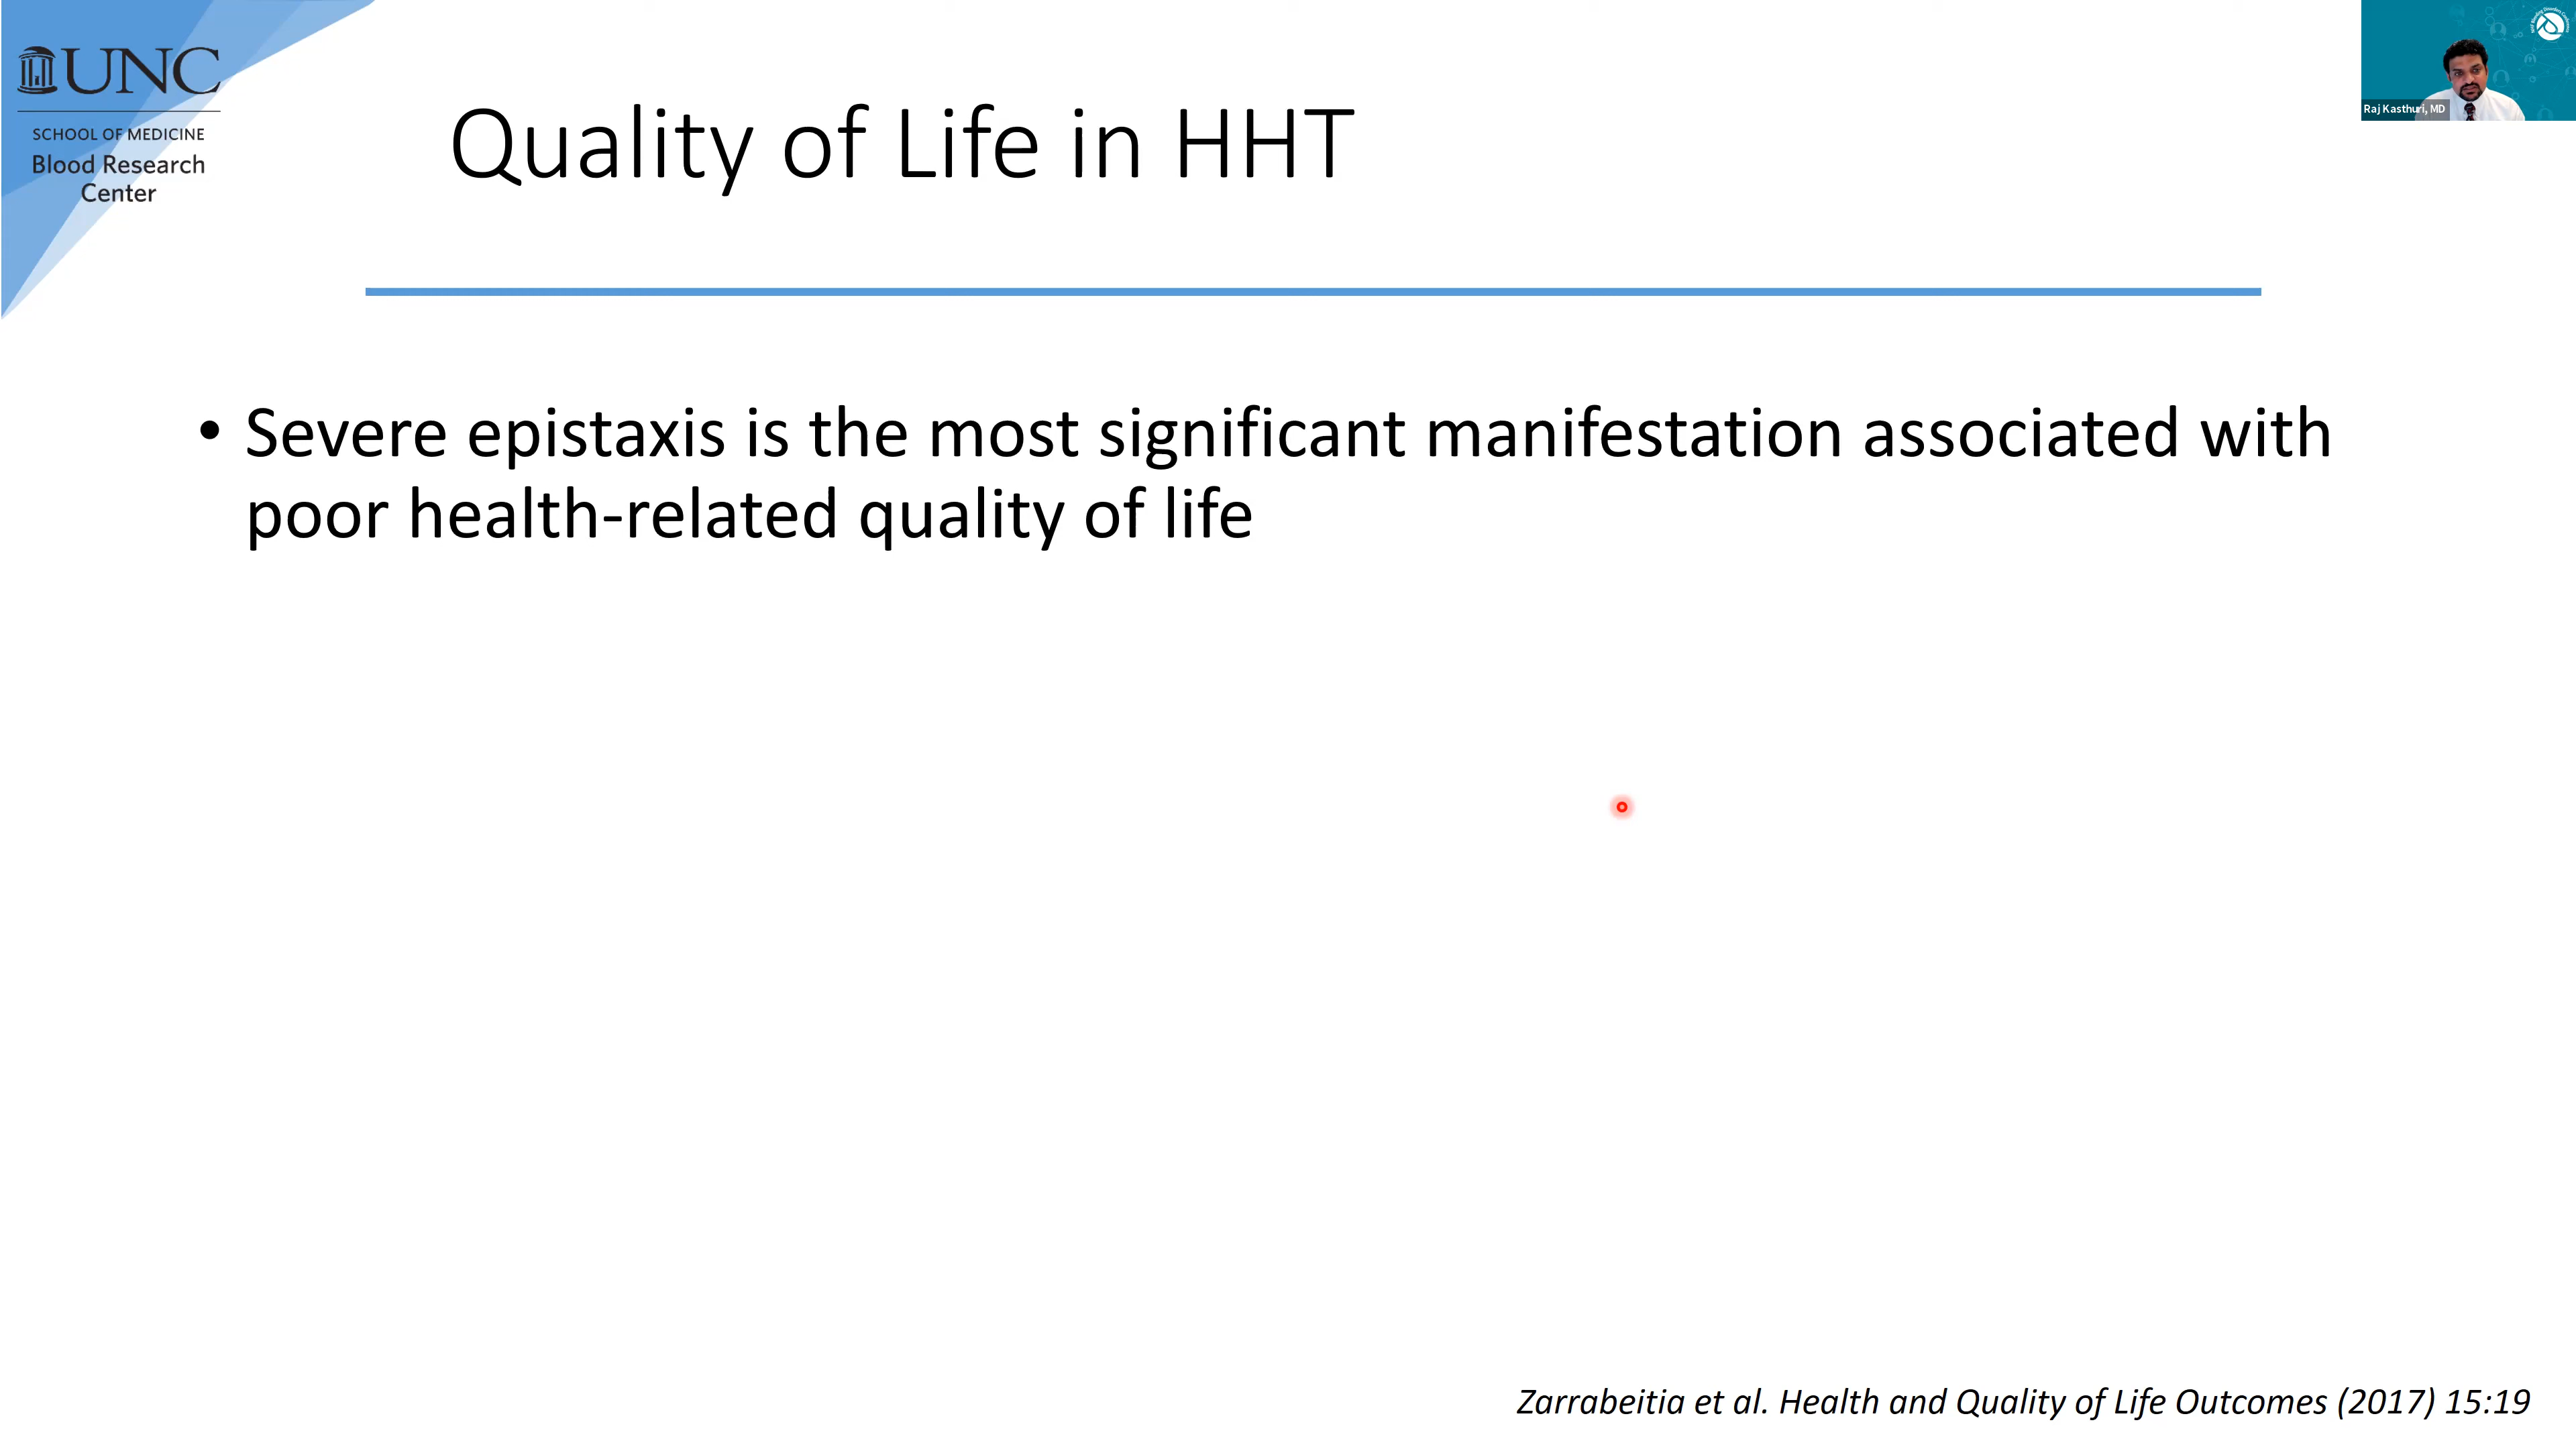 UNC
SCHOOL OF MEDICINE
Blood Research
Center
Quality of Life in HHT
Raj Kasthuri, MD
• Severe epistaxis is the most significant manifestation associated with
poor health-related quality of life
Zarrabeitia et al. Health and Quality of Life Outcomes (2017) 15:19